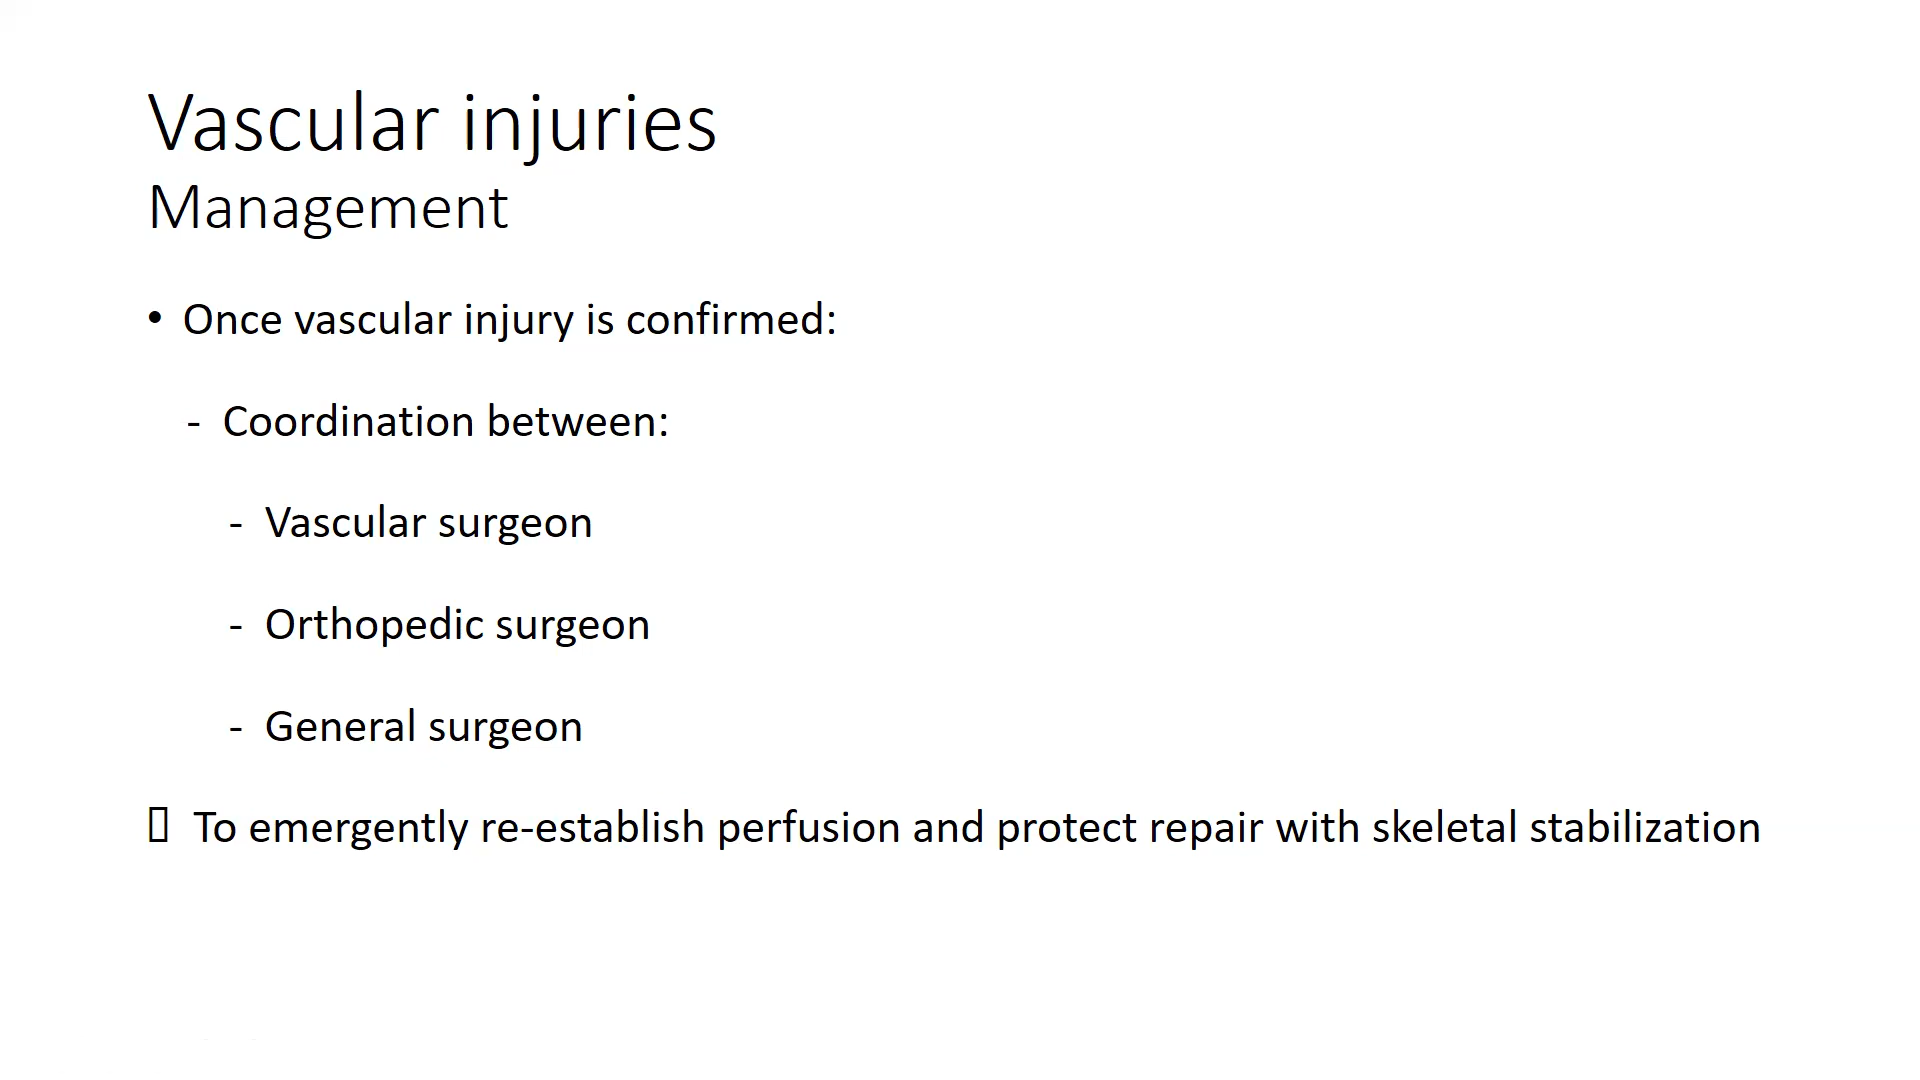 Vascular injuries
Management
• Once vascular injury is confirmed:
- Coordination between:
- Vascular surgeon
- Orthopedic surgeon
- General surgeon
 To emergently re-establish perfusion and protect repair with skeletal stabilization